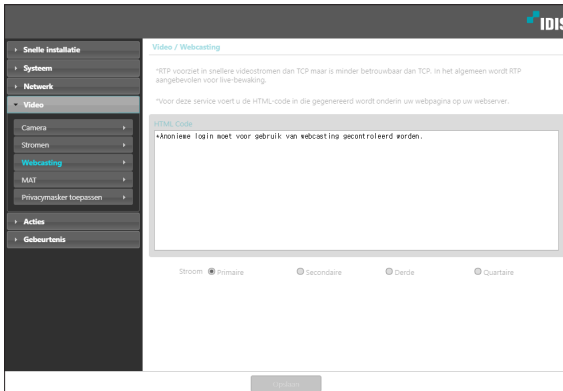 IDIS
Snelle installatie
Systeem
Netwerk
Video
Camera
Stromen
Webcasting
MAT
Privacymasker toepassen
Acties
Gebeurtenis
Video / Webcasting
*RTP voorziet in snellere videostromen dan TCP maar is minder betrouwbaar dan TCP. In het algemeen wordt RTP
aangeboden voor live-bewaking.
*Voor deze service voert u de HTML-code in die gegenereerd wordt onderin uw webpagina op uw webserver.
HTML Code
*Anonieme login moet voor gebruik van webcasting gecontroleerd worden.
Stroom Primaire Secondaire Derde Quartaire